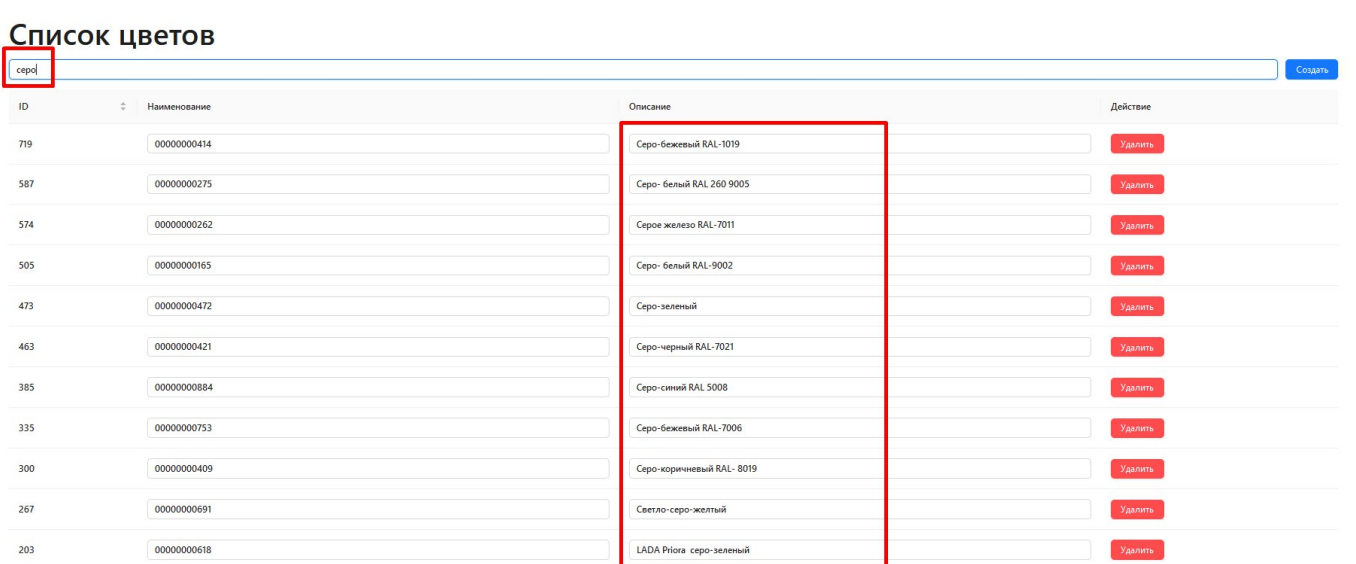 Список цветов
серо
Создать
ID Наименование Описание Действие
719 00000000414 Серо-бежевый RAL-1019 Удалить
587 00000000275 Серо- белый RAL 260 9005 Удалить
574 00000000262 Серое железо RAL-7011 Удалить
505 00000000165 Серо- белый RAL-9002 Удалить
473 00000000472 Серо-зеленый Удалить
463 00000000421 Серо-черный RAL-7021 Удалить
385 00000000884 Серо-синий RAL 5008 Удалить
335 00000000753 Серо-бежевый RAL-7006 Удалить
300 00000000409 Серо-коричневый RAL- 8019 Удалить
267 00000000691 Светло-серо-желтый Удалить
203 00000000618 LADA Priora серо-зеленый Удалить